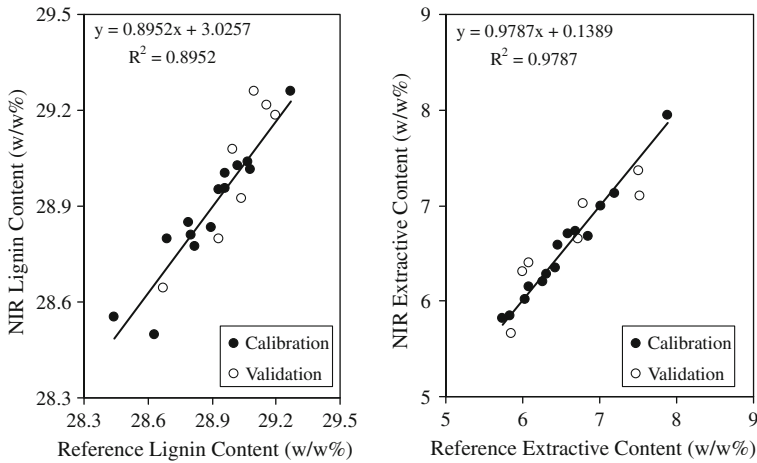 y = 0.8952x + 3.0257
R² = 0.8952
NIR Lignin Content (w/w%)
29.5
29.2
28.9
28.6
28.3
Calibration
Validation
28.3 28.6 28.9 29.2 29.5
Reference Lignin Content (w/w%)
y = 0.9787x + 0.1389
R² = 0.9787
NIR Extractive Content (w/w%)
9
8
7
6
5
Calibration
Validation
5 6 7 8 9
Reference Extractive Content (w/w%)